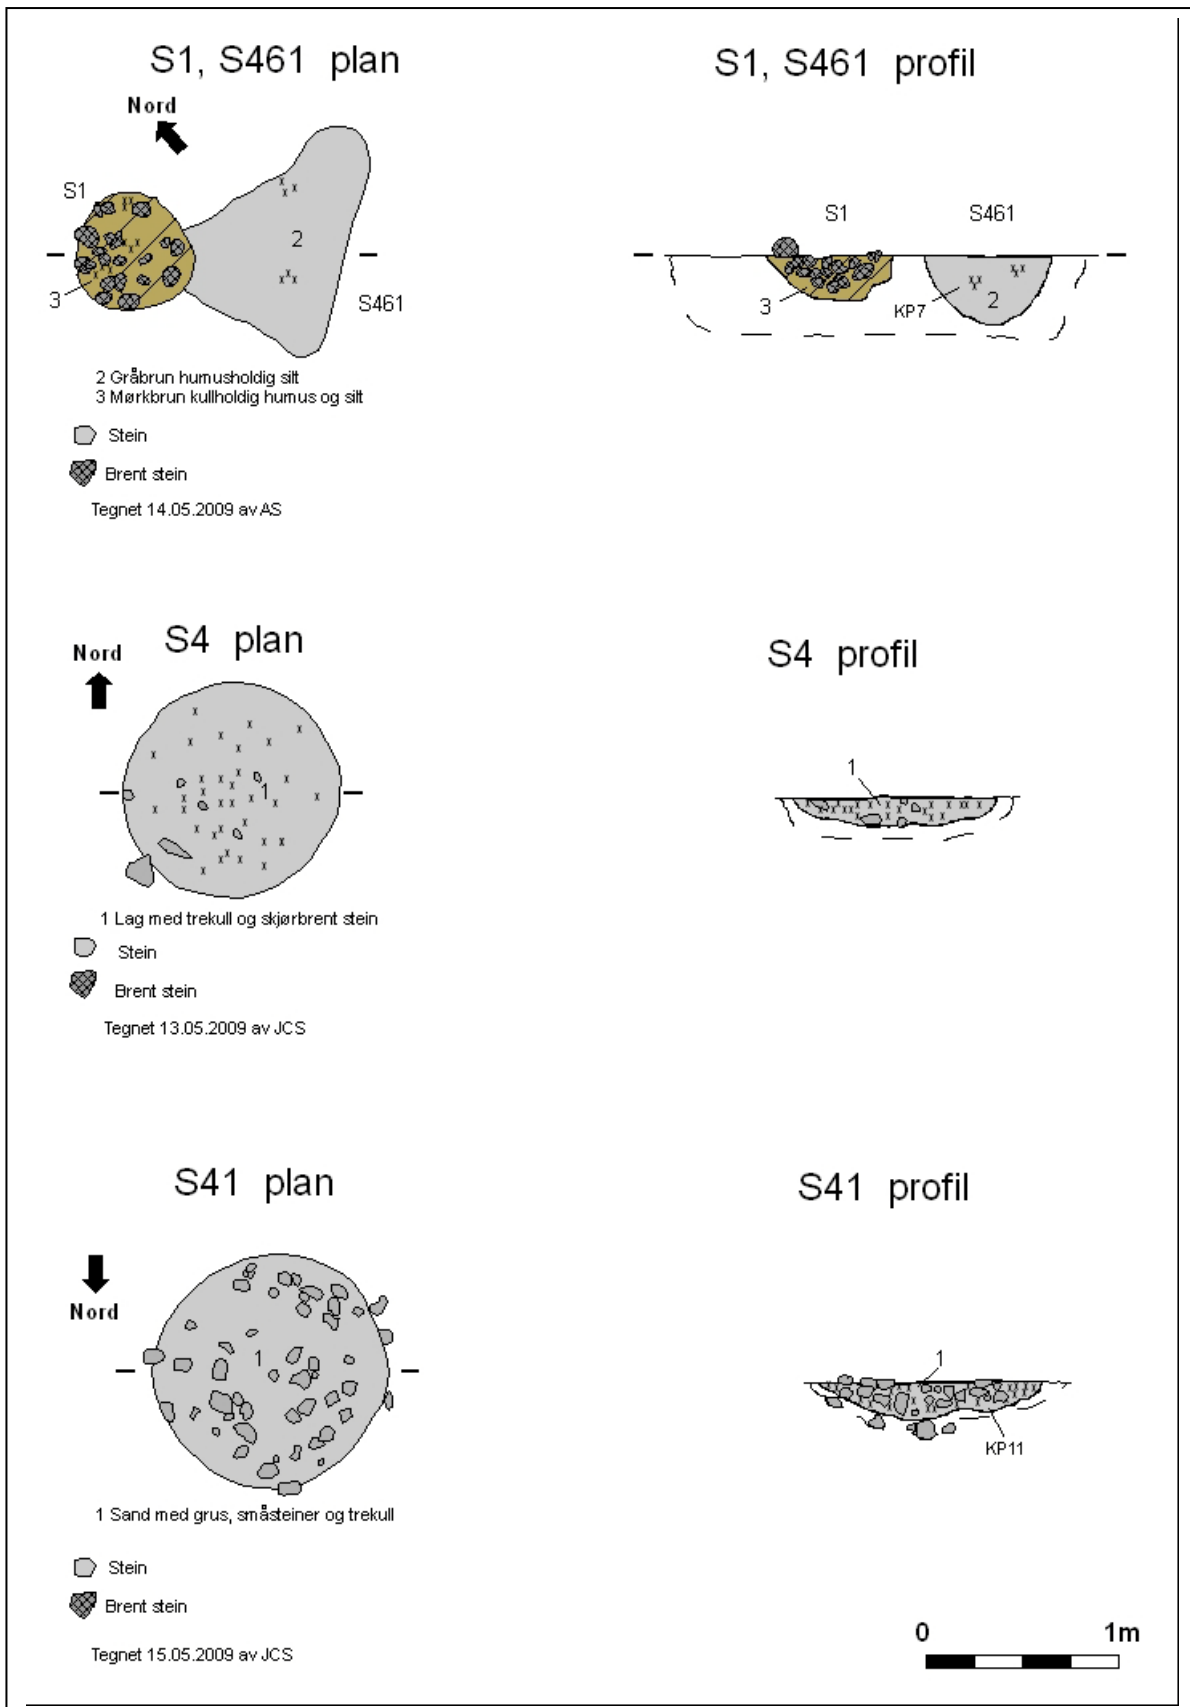 S1, S461 plan
S1, S461 profil
Nord
S1
2
3
S461
S1
S461
3
KP7
2
2 Gråbrun humusholdig silt
3 Mørkbrun kullholdig humus og silt
Stein
Brent stein
Tegnet 14.05.2009 av AS
S4 plan
S4 profil
Nord
1
1
1 Lag med trekull og skjørbrent stein
Stein
Brent stein
Tegnet 13.05.2009 av JCS
S41 plan
S41 profil
Nord
1
1
KP11
1 Sand med grus, småsteiner og trekull
Stein
Brent stein
Tegnet 15.05.2009 av JCS
0 1m